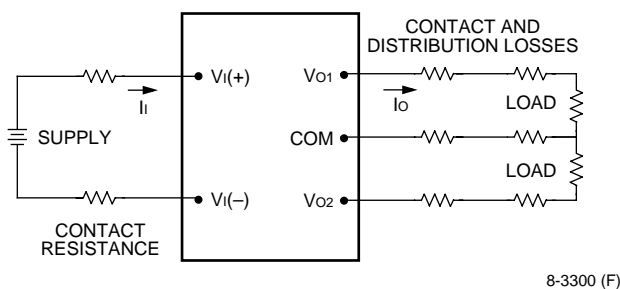 CONTACT AND
DISTRIBUTION LOSSES
VI(+)
VO1
II
IO
LOAD
SUPPLY
COM
LOAD
VI(–)
VO2
CONTACT
RESISTANCE
8-3300 (F)